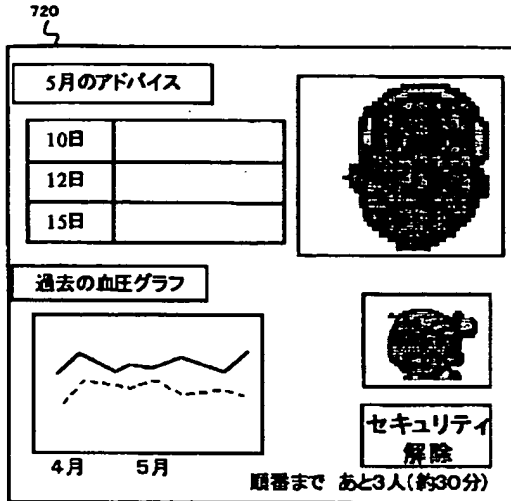 720
5月のアドバイス
10日
12日
15日
過去の血圧グラフ
4月 5月
セキュリティ
解除
順番まで あと3人(約30分)